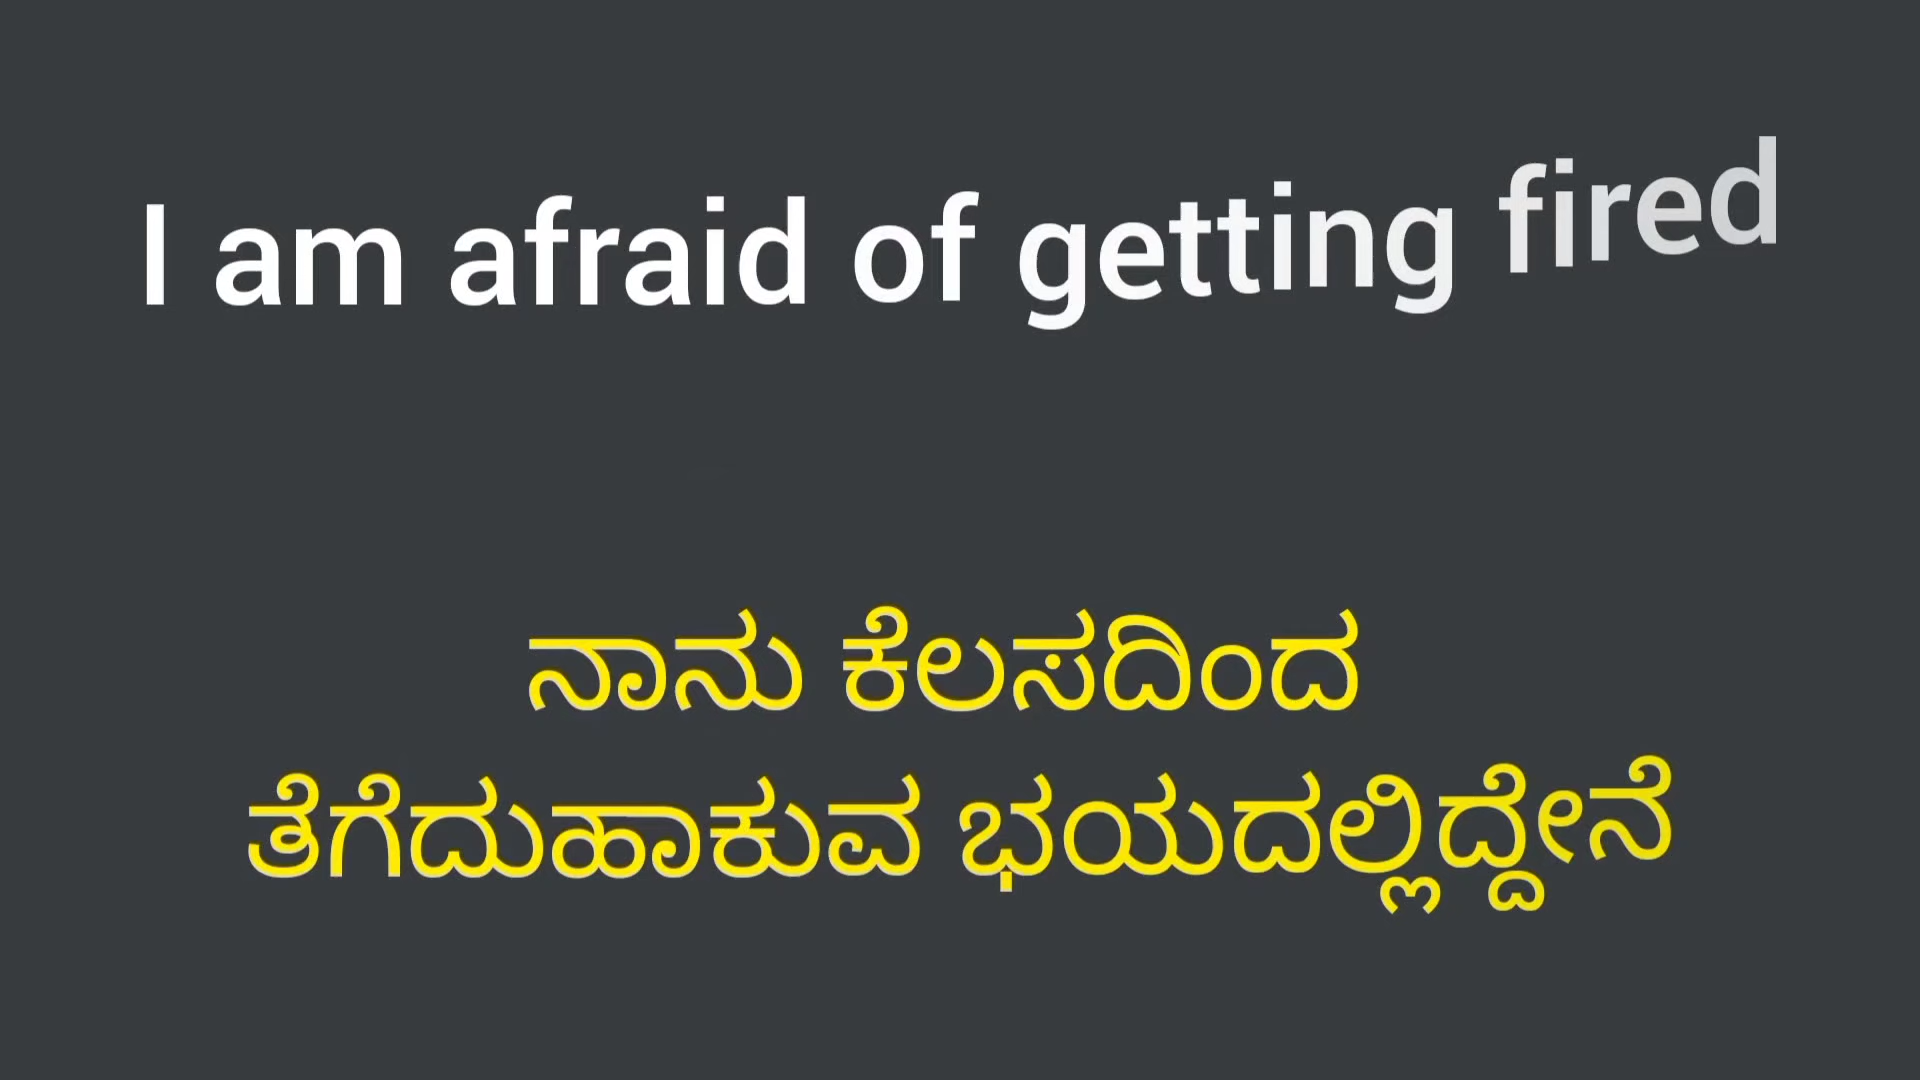 I am afraid of getting fired
ನಾನು ಕೆಲಸದಿಂದ
ತೆಗೆದುಹಾಕುವ ಭಯದಲ್ಲಿದ್ದೇನೆ